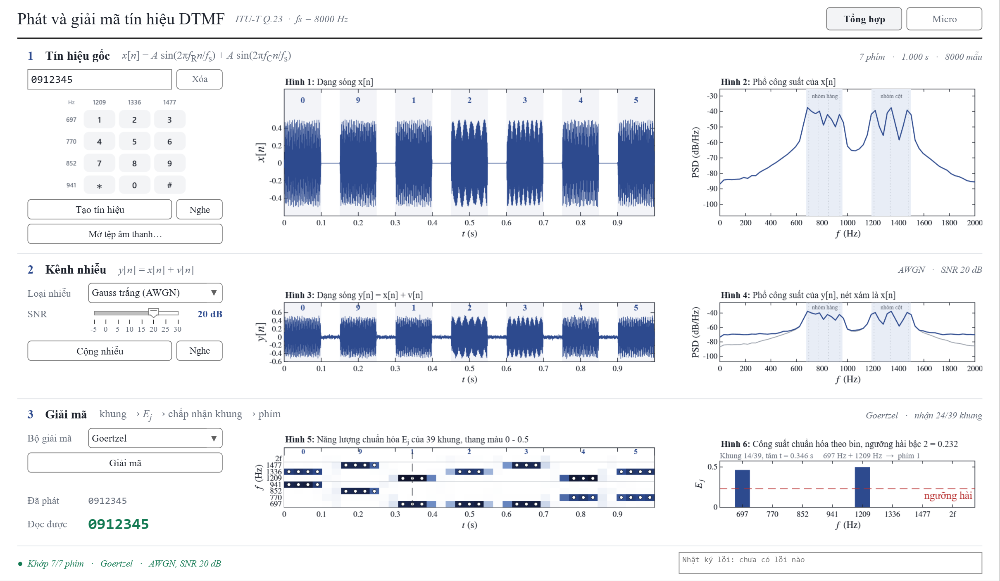 Phát và giải mã tín hiệu DTMF ITU-T Q.23 · fs = 8000 Hz
Tổng hợp
Micro
1 Tín hiệu gốc x[n] = A sin(2πf_R n/f_s) + A sin(2πf_C n/f_s)
7 phím · 1.000 s · 8000 mẫu
0912345
Xóa
Hz 1209 1336 1477
697 1 2 3
770 4 5 6
852 7 8 9
941 * 0 #
Tạo tín hiệu
Nghe
Mở tệp âm thanh…
Hình 1: Dạng sóng x[n]
0 9 1 2 3 4 5
x[n]
0.4
0.2
0
-0.2
-0.4
0 0.1 0.2 0.3 0.4 0.5 0.6 0.7 0.8 0.9
t (s)
Hình 2: Phổ công suất của x[n]
nhóm hàng nhóm cột
PSD (dB/Hz)
-30
-40
-50
-60
-70
-80
-90
-100
0 200 400 600 800 1000 1200 1400 1600 1800 2000
f (Hz)
2 Kênh nhiễu y[n] = x[n] + v[n]
AWGN · SNR 20 dB
Loại nhiễu
Gauss trắng (AWGN) ▼
SNR
20 dB
-5 0 5 10 15 20 25 30
Cộng nhiễu
Nghe
Hình 3: Dạng sóng y[n] = x[n] + v[n]
0 9 1 2 3 4 5
y[n]
0.6
0.4
0.2
0
-0.2
-0.4
-0.6
0 0.1 0.2 0.3 0.4 0.5 0.6 0.7 0.8 0.9
t (s)
Hình 4: Phổ công suất của y[n], nét xám là x[n]
nhóm hàng nhóm cột
PSD (dB/Hz)
-40
-60
-80
-100
0 200 400 600 800 1000 1200 1400 1600 1800 2000
f (Hz)
3 Giải mã khung → E_j → chấp nhận khung → phím
Goertzel · nhận 24/39 khung
Bộ giải mã
Goertzel ▼
Giải mã
Đã phát 0912345
Đọc được 0912345
Hình 5: Năng lượng chuẩn hóa E_j của 39 khung, thang màu 0 - 0.5
0 9 1 2 3 4 5
f (Hz)
2f
1477
1336
1209
941
852
770
697
0 0.1 0.2 0.3 0.4 0.5 0.6 0.7 0.8 0.9
t (s)
Hình 6: Công suất chuẩn hóa theo bin, ngưỡng hài bậc 2 = 0.232
Khung 14/39, tâm t = 0.346 s 697 Hz + 1209 Hz → phím 1
E_j
0.5
0
ngưỡng hài
697 770 852 941 1209 1336 1477 2f
f (Hz)
● Khớp 7/7 phím · Goertzel · AWGN, SNR 20 dB
Nhật ký lỗi: chưa có lỗi nào